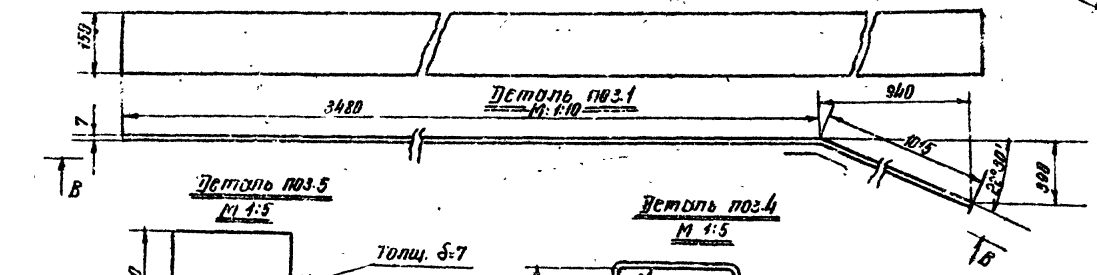 150
Деталь поз.1
М: 1:10
3480
940
7
1015
22°30'
398
В
Деталь поз.5
М 1:5
Деталь поз.4
М 1:5
В
Толщ. δ=7